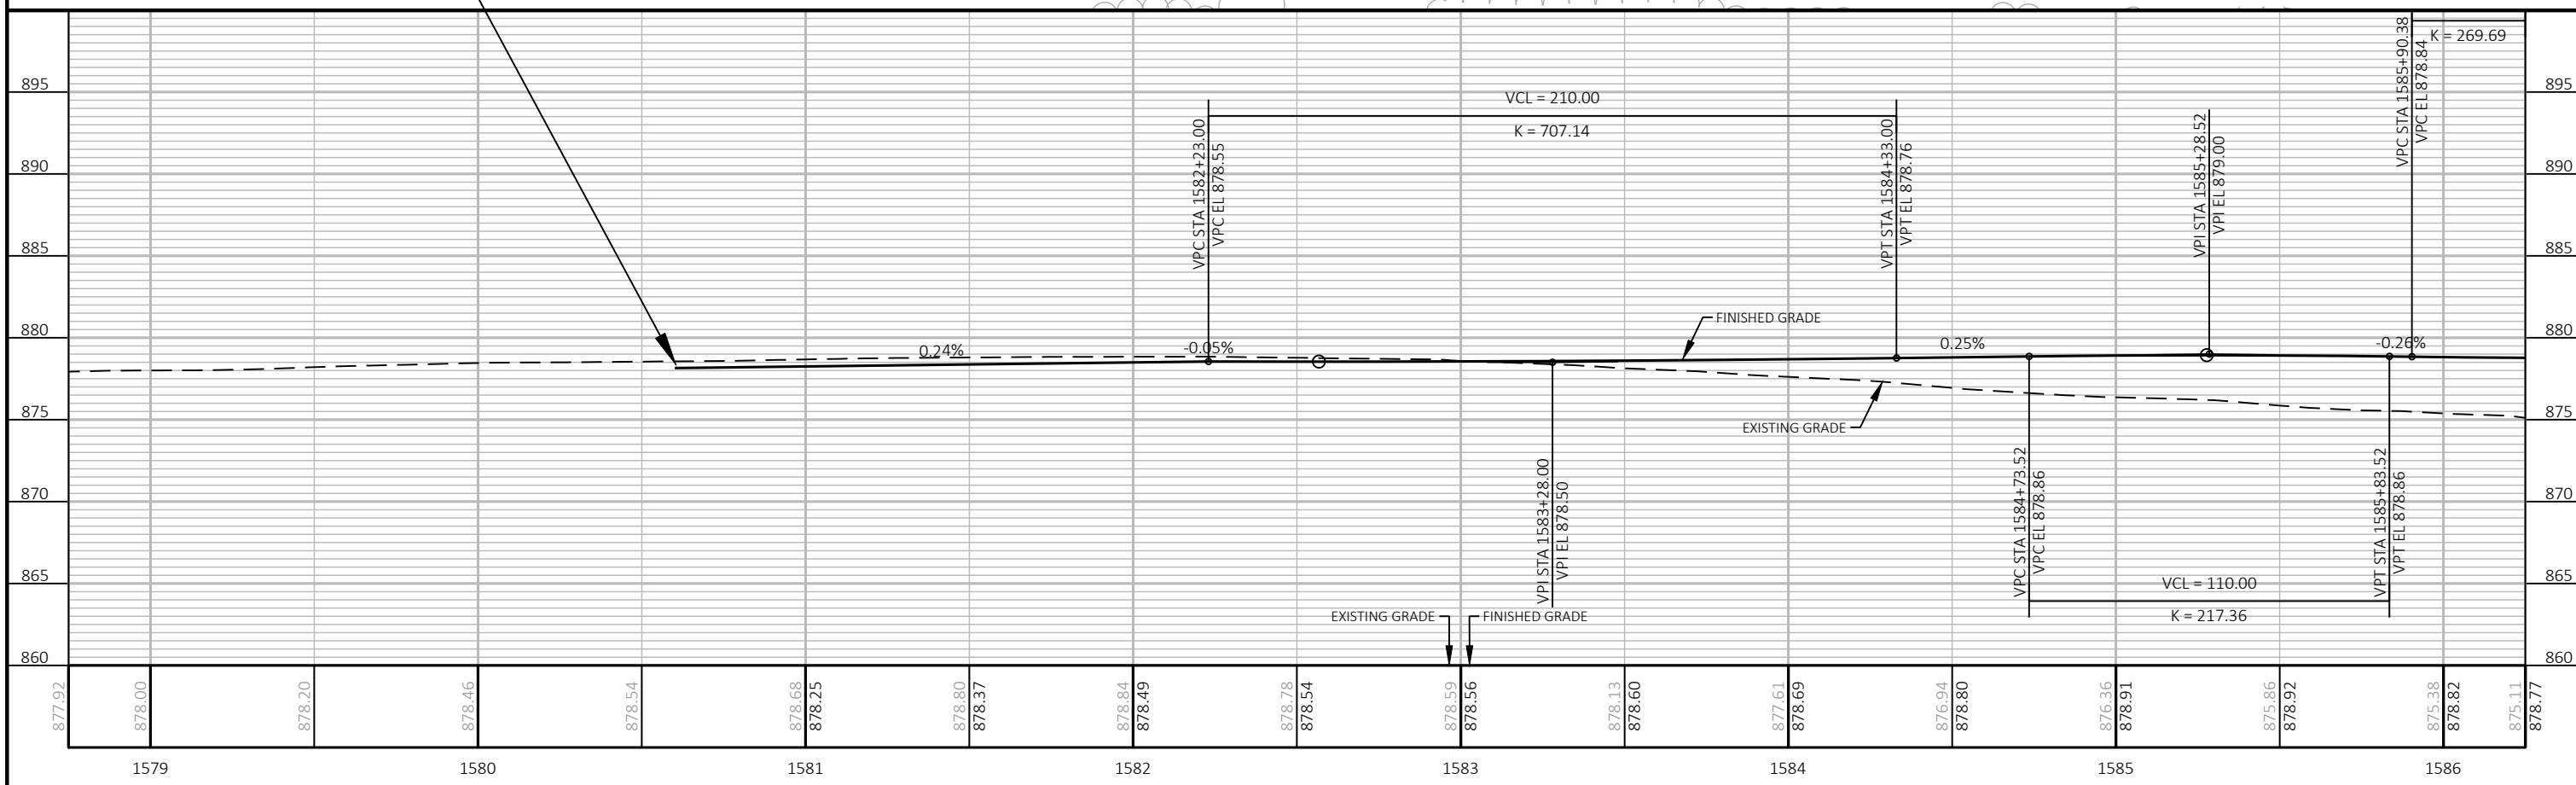 K = 269.69
VPC STA 1585+90.38
VPC EL 878.84
895
895
VCL = 210.00
K = 707.14
VPC STA 1582+23.00
VPC EL 878.55
VPT STA 1584+33.00
VPT EL 878.76
VPI STA 1585+28.52
VPI EL 879.00
890
890
885
885
880
880
FINISHED GRADE
0.24%
-0.05%
0.25%
-0.26%
875
875
EXISTING GRADE
870
870
VPI STA 1583+28.00
VPI EL 878.50
VPC STA 1584+73.52
VPC EL 878.86
VPT STA 1585+83.52
VPT EL 878.86
865
865
VCL = 110.00
K = 217.36
EXISTING GRADE
FINISHED GRADE
860
860
877.92
878.00
878.20
878.46
878.54
878.68
878.25
878.80
878.37
878.84
878.49
878.78
878.54
878.59
878.56
878.13
878.60
877.61
878.69
876.94
878.80
876.36
878.91
875.86
878.92
875.38
878.82
875.11
878.77
1579
1580
1581
1582
1583
1584
1585
1586